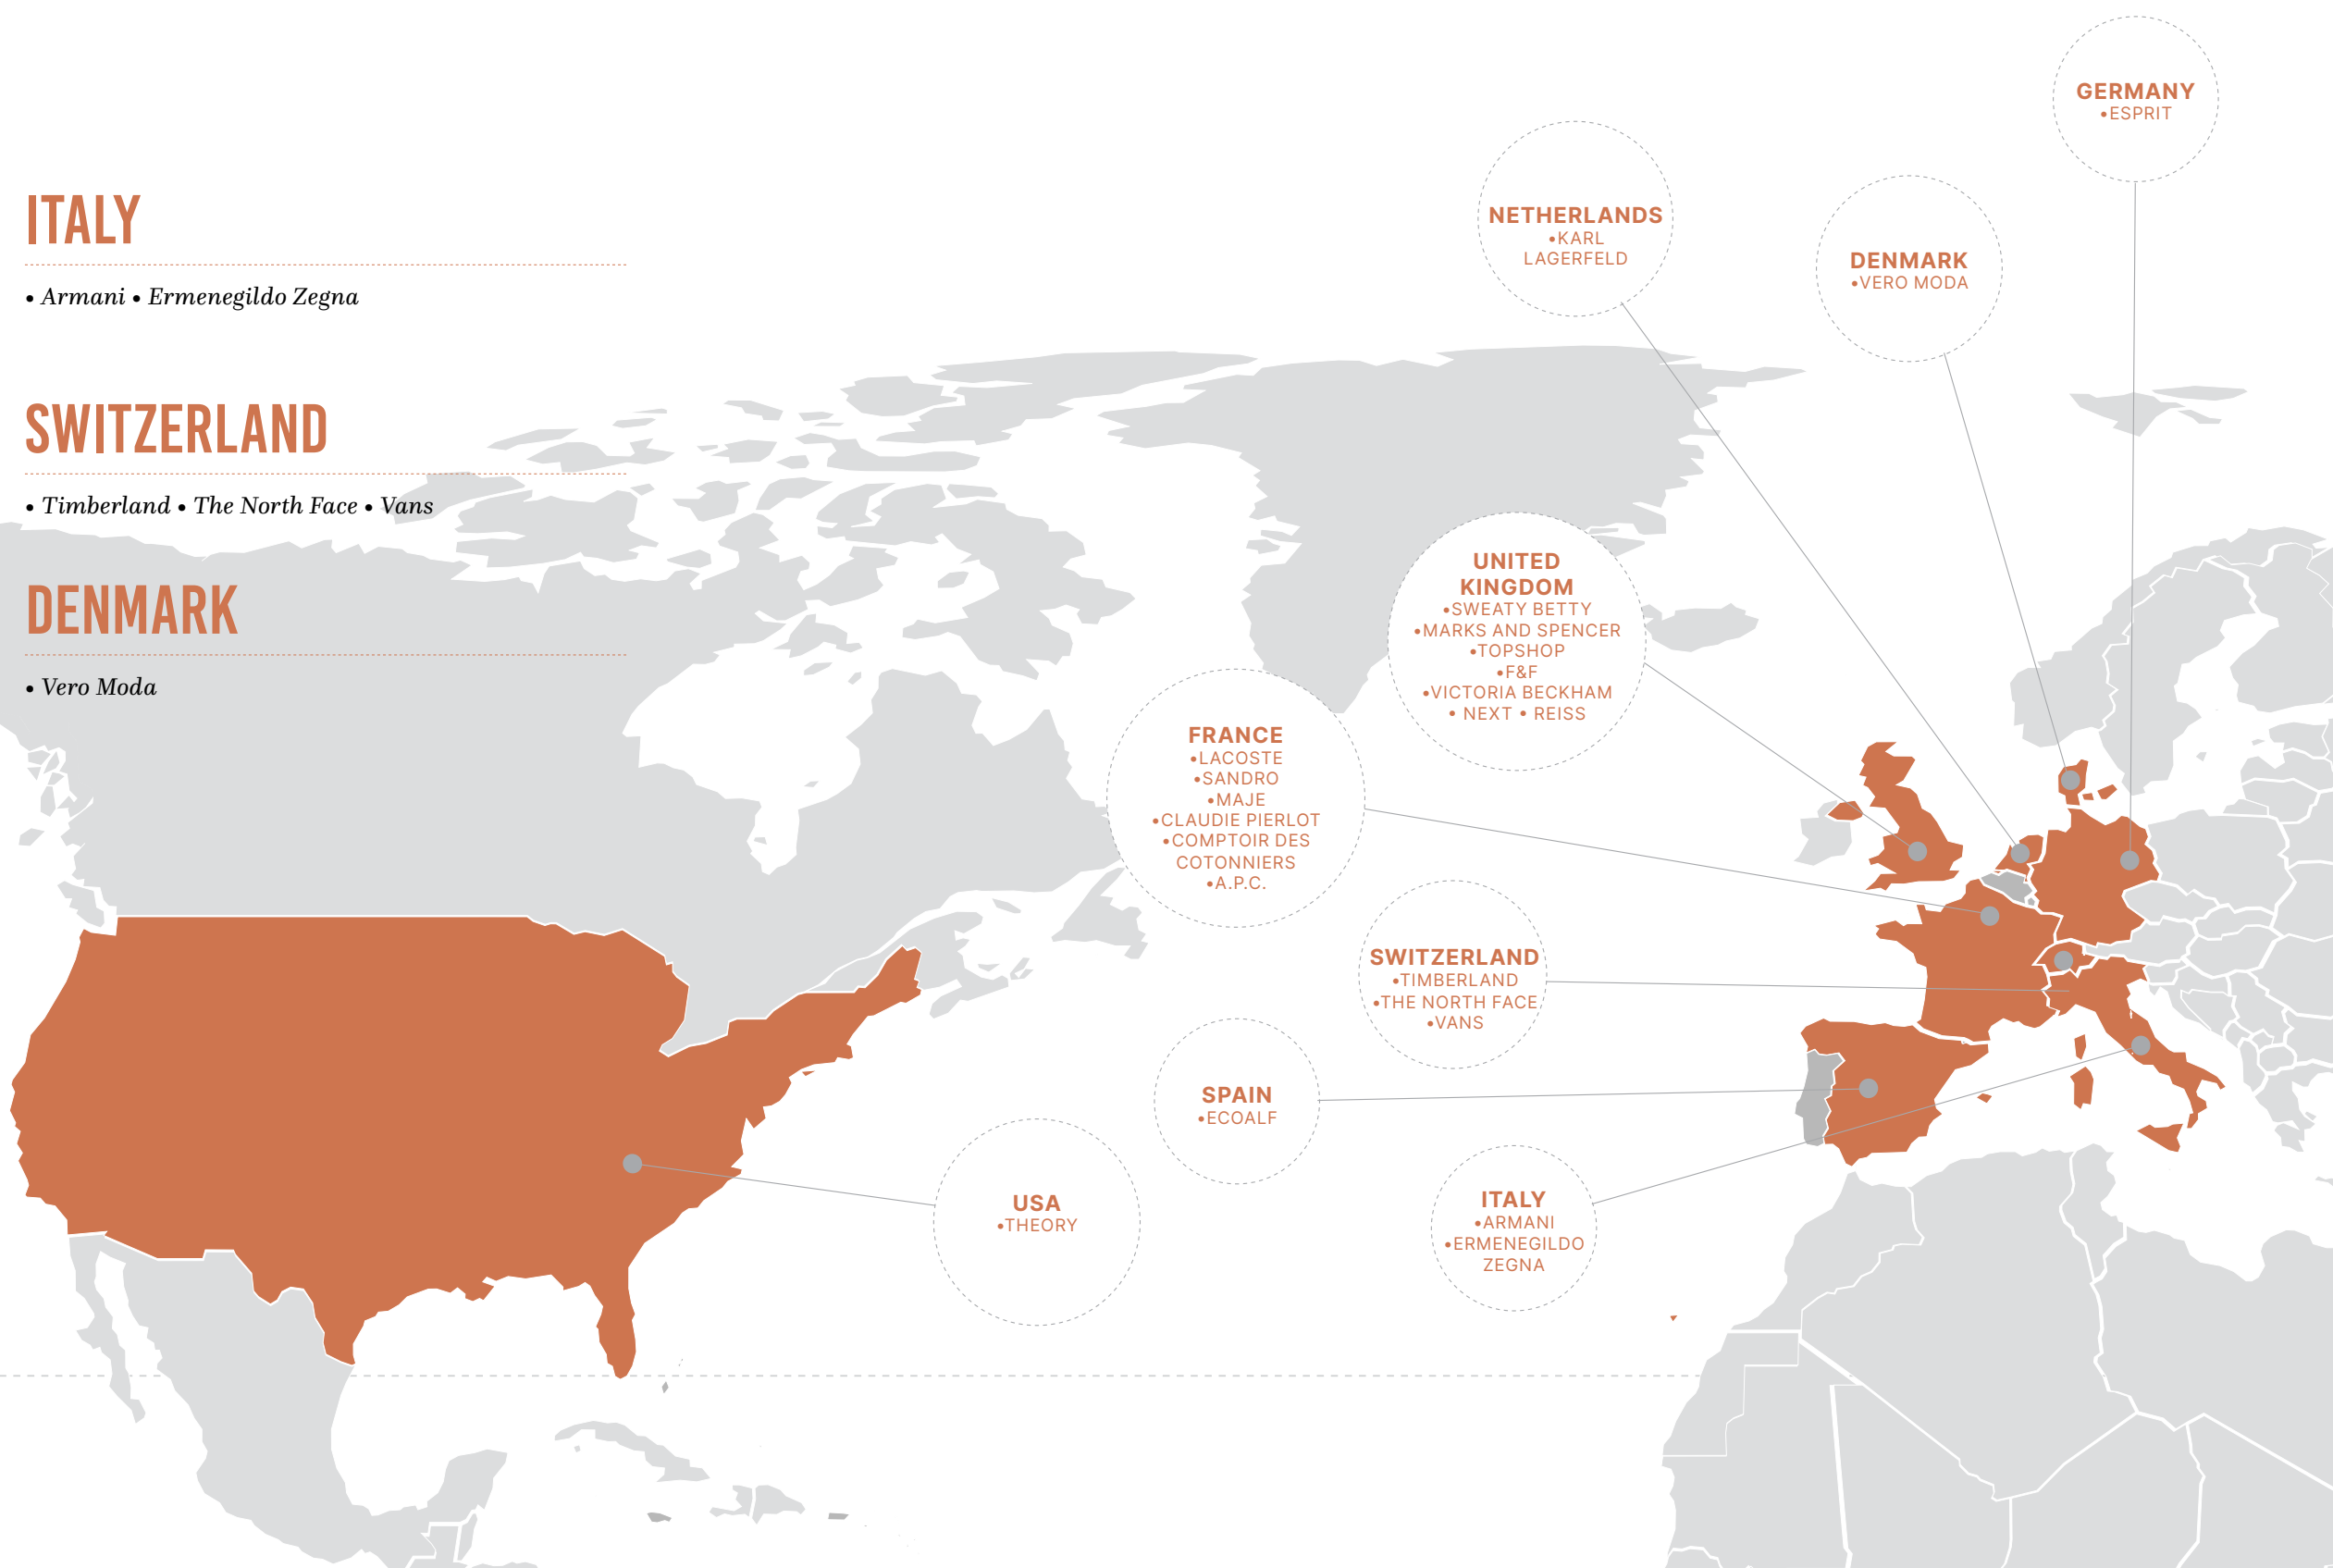 ITALY
• Armani • Ermenegildo Zegna
SWITZERLAND
• Timberland • The North Face • Vans
DENMARK
• Vero Moda
GERMANY
•ESPRIT
NETHERLANDS
•KARL
LAGERFELD
DENMARK
•VERO MODA
UNITED
KINGDOM
•SWEATY BETTY
•MARKS AND SPENCER
•TOPSHOP
•F&F
•VICTORIA BECKHAM
• NEXT • REISS
FRANCE
•LACOSTE
•SANDRO
•MAJE
•CLAUDIE PIERLOT
•COMPTOIR DES
COTONNIERS
•A.P.C.
SWITZERLAND
•TIMBERLAND
•THE NORTH FACE
•VANS
SPAIN
•ECOALF
USA
•THEORY
ITALY
•ARMANI
•ERMENEGILDO
ZEGNA